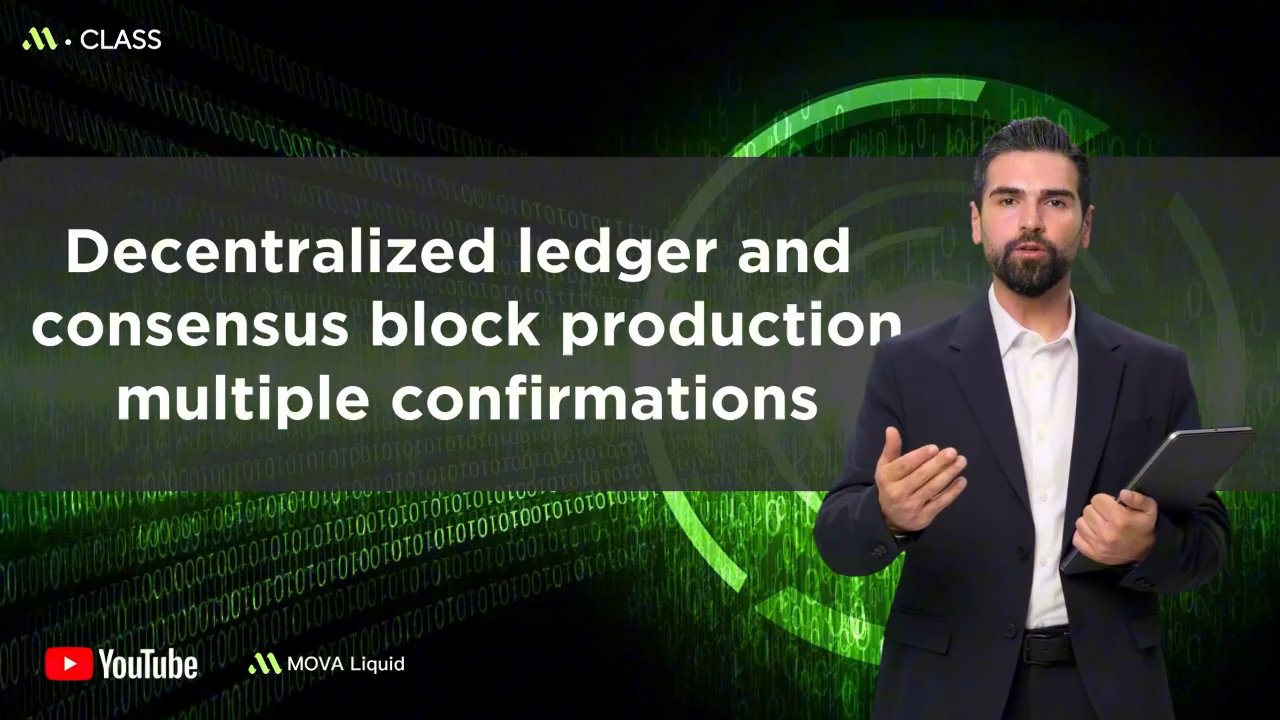 · CLASS
Decentralized ledger and
consensus block production
multiple confirmations
YouTube
MOVA Liquid